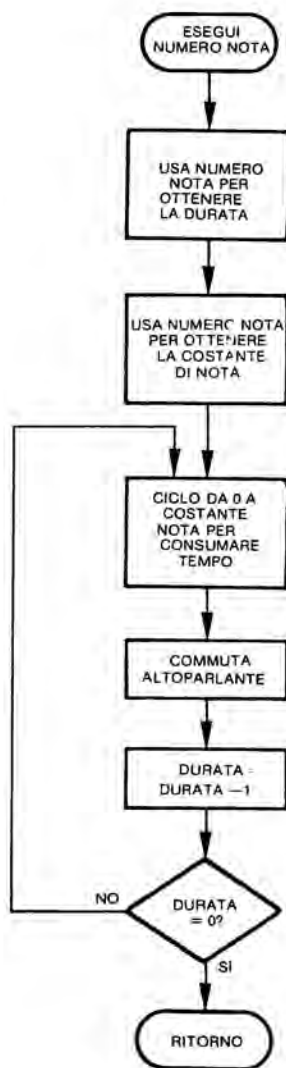 ESEGUI
NUMERO NOTA
USA NUMERO
NOTA PER
OTTENERE
LA DURATA
USA NUMERO NOTA
PER OTTENERE
LA COSTANTE
DI NOTA
CICLO DA 0 A
COSTANTE
NOTA PER
CONSUMARE
TEMPO
COMMUTA
ALTOPARLANTE
DURATA =
DURATA —1
NO
DURATA
= 0?
SI
RITORNO